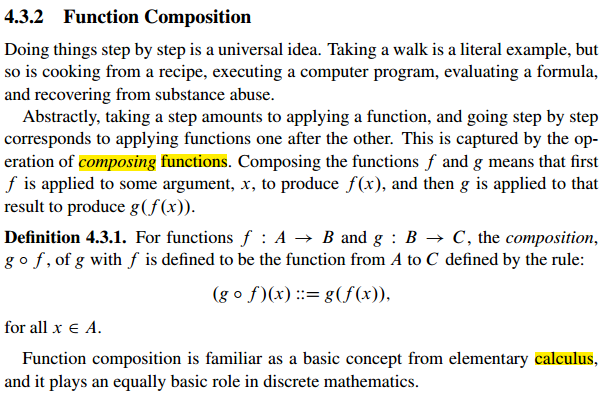 4.3.2 Function Composition
Doing things step by step is a universal idea. Taking a walk is a literal example, but
so is cooking from a recipe, executing a computer program, evaluating a formula,
and recovering from substance abuse.
Abstractly, taking a step amounts to applying a function, and going step by step
corresponds to applying functions one after the other. This is captured by the op-
eration of composing functions. Composing the functions f and g means that first
f is applied to some argument, x, to produce f(x), and then g is applied to that
result to produce g(f(x)).
Definition 4.3.1. For functions f : A → B and g : B → C, the composition,
g ∘ f, of g with f is defined to be the function from A to C defined by the rule:
(g ∘ f)(x) ::= g(f(x)),
for all x ∈ A.
Function composition is familiar as a basic concept from elementary calculus,
and it plays an equally basic role in discrete mathematics.